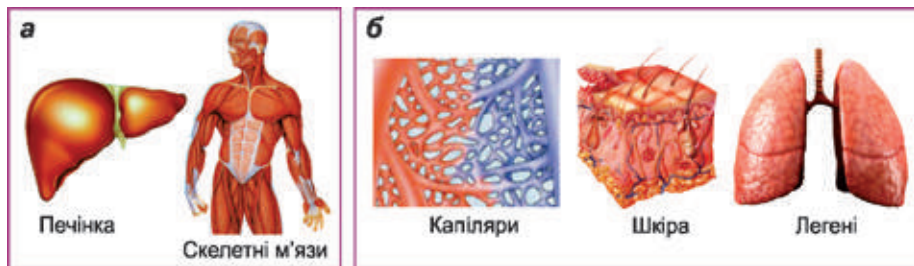 а
Печінка
Скелетні м'язи
б
Капіляри
Шкіра
Легені